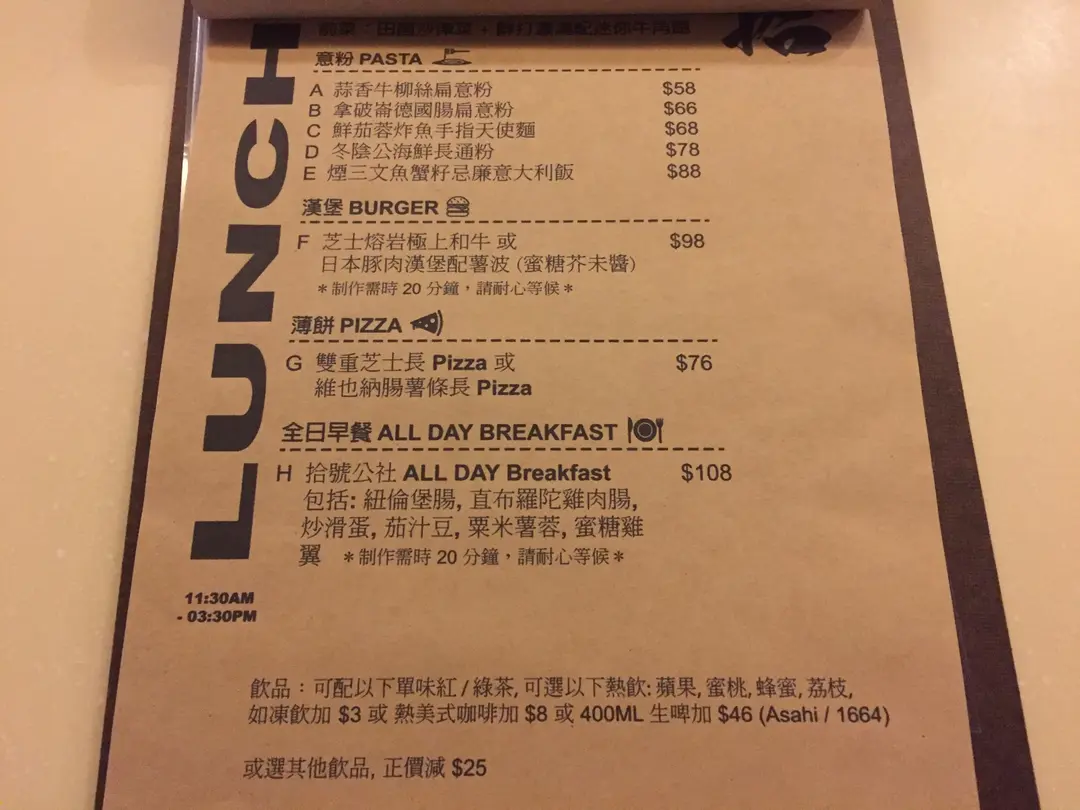 LUNCH
意粉 PASTA
A 蒜香牛柳絲扁意粉 $58
B 拿破崙德國腸扁意粉 $66
C 鮮茄蓉炸魚手指天使麵 $68
D 冬陰公海鮮長通粉 $78
E 煙三文魚蟹籽忌廉意大利飯 $88
漢堡 BURGER
F 芝士熔岩極上和牛 或 $98
日本豚肉漢堡配薯波 (蜜糖芥未醬)
*制作需時 20 分鐘，請耐心等候*
薄餅 PIZZA
G 雙重芝士長 Pizza 或 $76
維也納腸薯條長 Pizza
全日早餐 ALL DAY BREAKFAST
H 拾號公社 ALL DAY Breakfast $108
包括: 紐倫堡腸, 直布羅陀雞肉腸,
炒滑蛋, 茄汁豆, 粟米薯蓉, 蜜糖雞
翼 *制作需時 20 分鐘，請耐心等候*
11:30AM
- 03:30PM
飲品：可配以下單味紅 / 綠茶, 可選以下熱飲: 蘋果, 蜜桃, 蜂蜜, 荔枝,
如凍飲加 $3 或 熱美式咖啡加 $8 或 400ML 生啤加 $46 (Asahi / 1664)
或選其他飲品, 正價減 $25